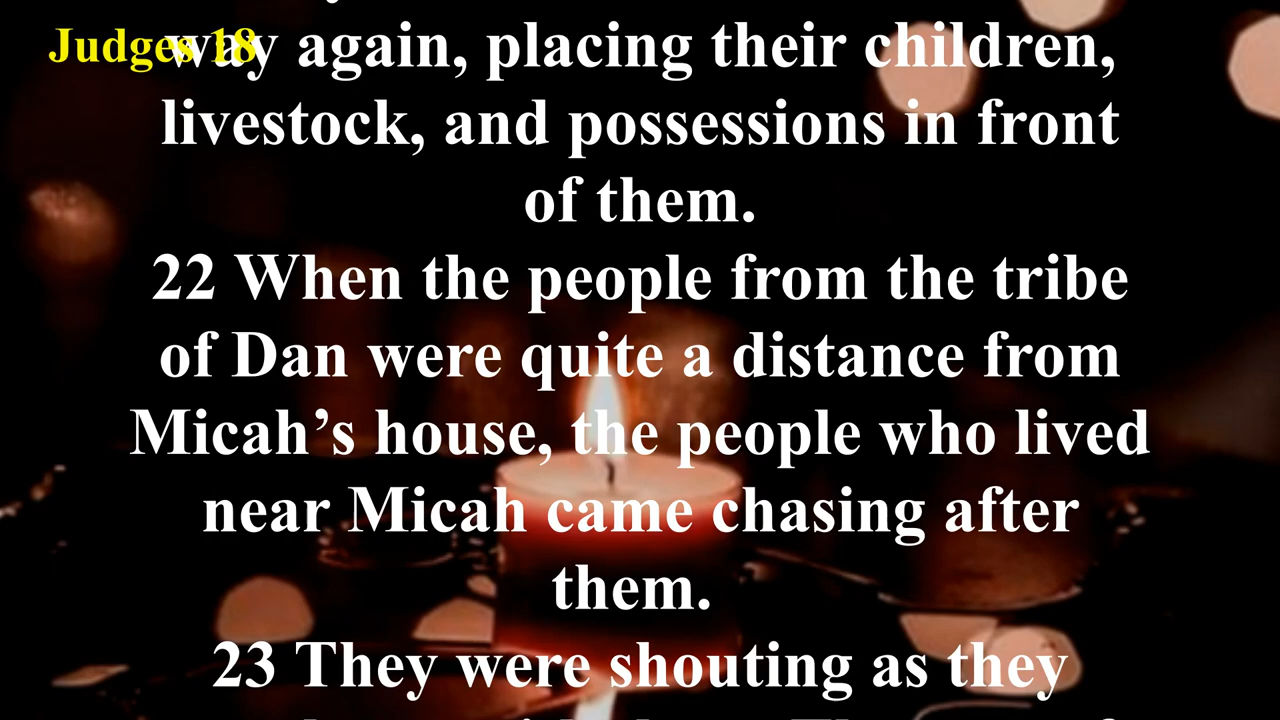 Judges 18
way again, placing their children,
livestock, and possessions in front
of them.
22 When the people from the tribe
of Dan were quite a distance from
Micah’s house, the people who lived
near Micah came chasing after
them.
23 They were shouting as they